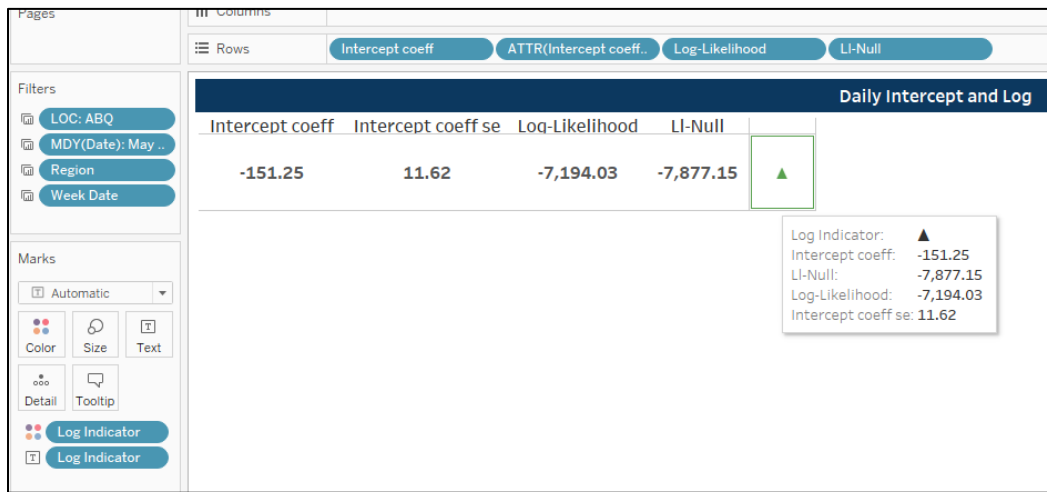 Pages
Columns
Rows
Intercept coeff
ATTR(Intercept coeff..
Log-Likelihood
Ll-Null
Filters
LOC: ABQ
MDY(Date): May ..
Region
Week Date
Daily Intercept and Log
Intercept coeff Intercept coeff se Log-Likelihood Ll-Null
-151.25 11.62 -7,194.03 -7,877.15 ▲
Log Indicator: ▲
Intercept coeff: -151.25
Ll-Null: -7,877.15
Log-Likelihood: -7,194.03
Intercept coeff se: 11.62
Marks
T Automatic
Color Size Text
T
Detail Tooltip
Log Indicator
T Log Indicator